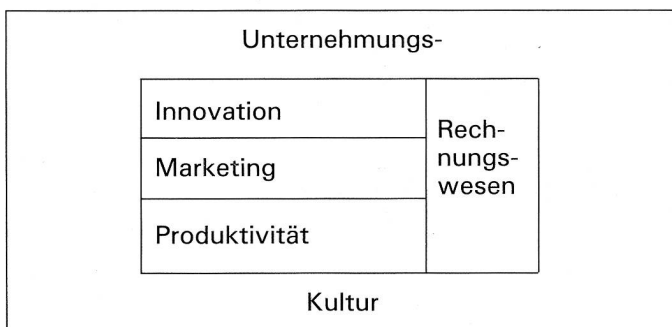 Unternehmungs-
Innovation
Marketing
Produktivität
Rech-
nungs-
wesen
Kultur